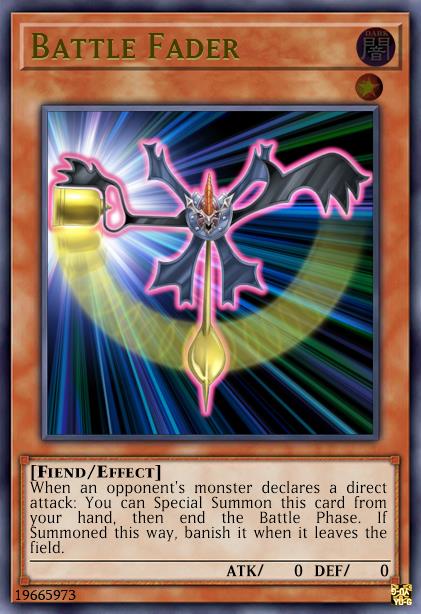 Battle Fader
DARK
闇
[Fiend/Effect]
When an opponent's monster declares a direct
attack: You can Special Summon this card from
your hand, then end the Battle Phase. If
Summoned this way, banish it when it leaves the
field.
ATK/ 0 DEF/ 0
19665973